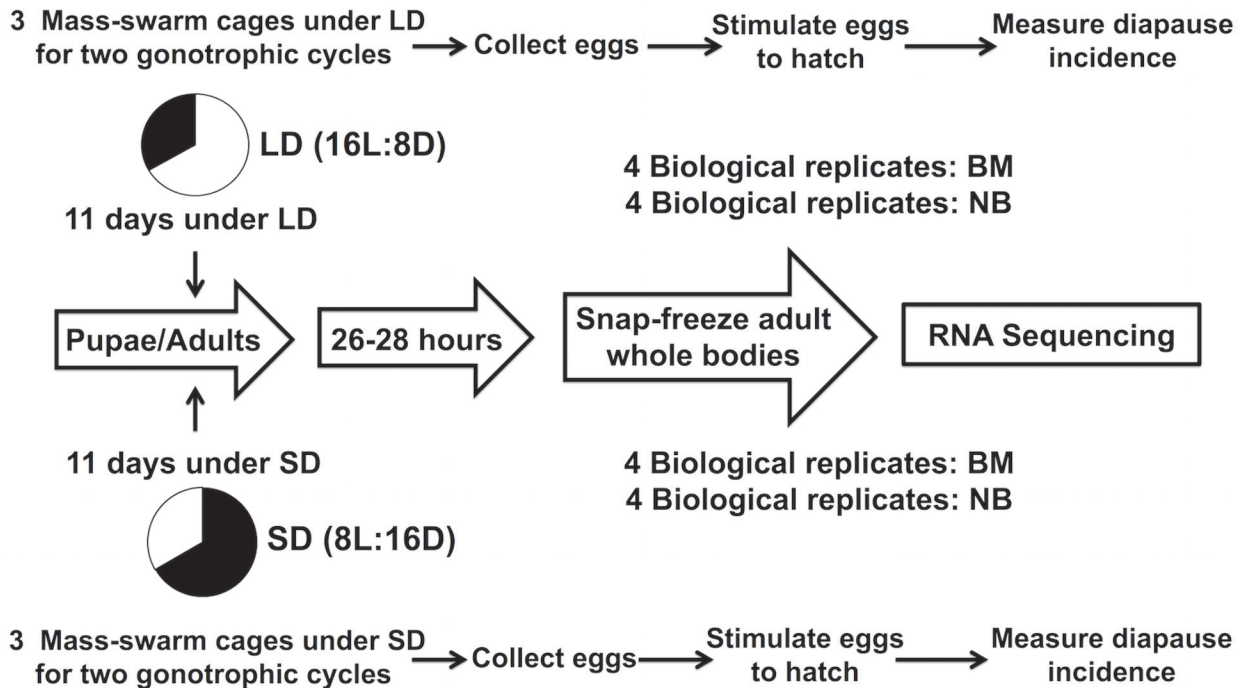 3 Mass-swarm cages under LD
for two gonotrophic cycles
Collect eggs
Stimulate eggs
to hatch
Measure diapause
incidence
LD (16L:8D)
11 days under LD
4 Biological replicates: BM
4 Biological replicates: NB
Pupae/Adults
26-28 hours
Snap-freeze adult
whole bodies
RNA Sequencing
11 days under SD
SD (8L:16D)
4 Biological replicates: BM
4 Biological replicates: NB
3 Mass-swarm cages under SD
for two gonotrophic cycles
Collect eggs
Stimulate eggs
to hatch
Measure diapause
incidence